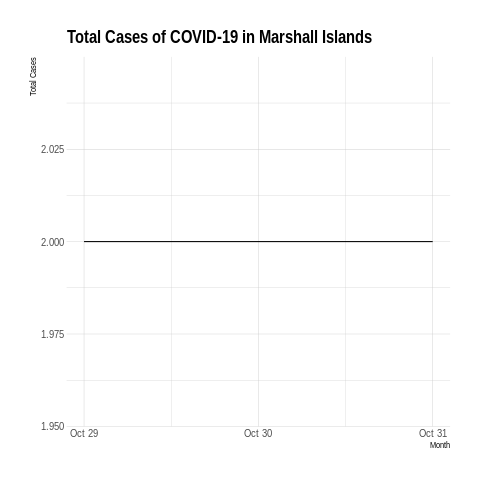 Total Cases of COVID-19 in Marshall Islands
Total Cases
2.025
2.000
1.975
1.950
Oct 29
Oct 30
Oct 31
Month